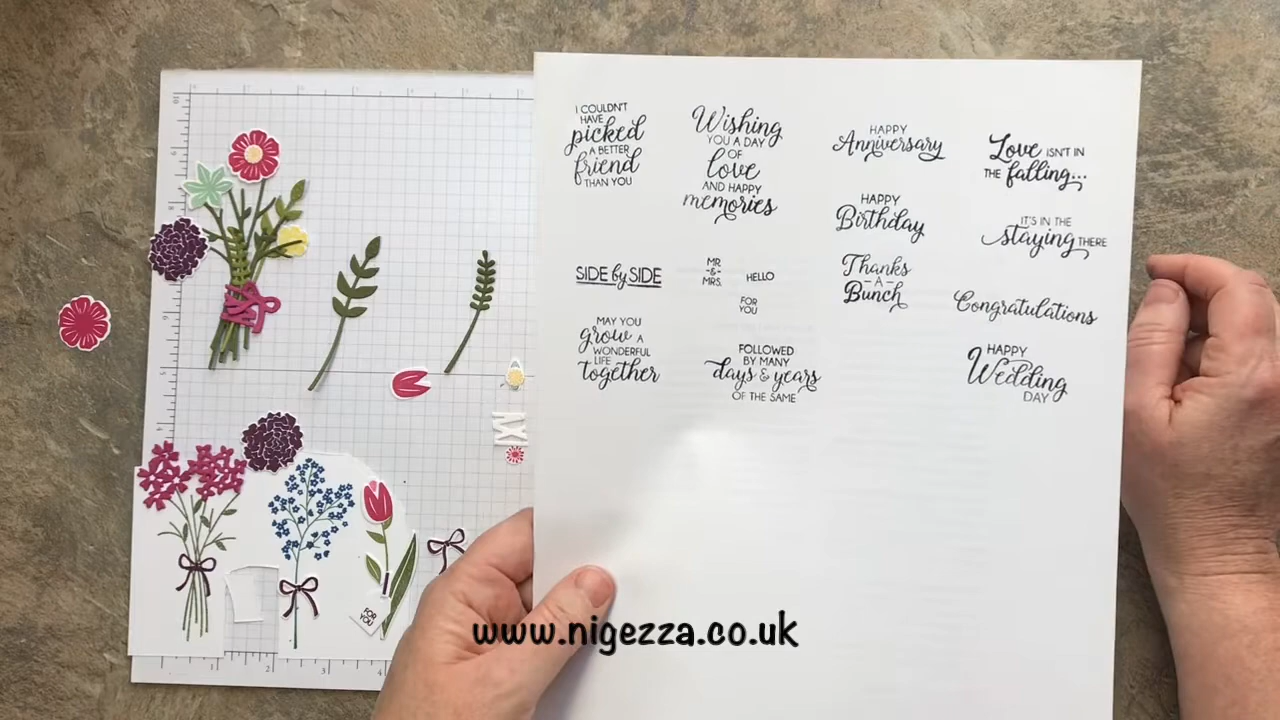 I COULDN'T
HAVE
picked
A BETTER
friend
THAN YOU
Wishing
YOU A DAY
OF
love
AND HAPPY
memories
HAPPY
Anniversary
Love ISN'T IN
THE falling...
HAPPY
Birthday
IT'S IN THE
staying THERE
SIDE by SIDE
MR.
-&-
MRS.
HELLO
FOR
YOU
Thanks
-A-
Bunch
Congratulations
MAY YOU
grow A
WONDERFUL
LIFE
together
FOLLOWED
BY MANY
days & years
OF THE SAME
HAPPY
Wedding
DAY
FOR
YOU
www.nigezza.co.uk